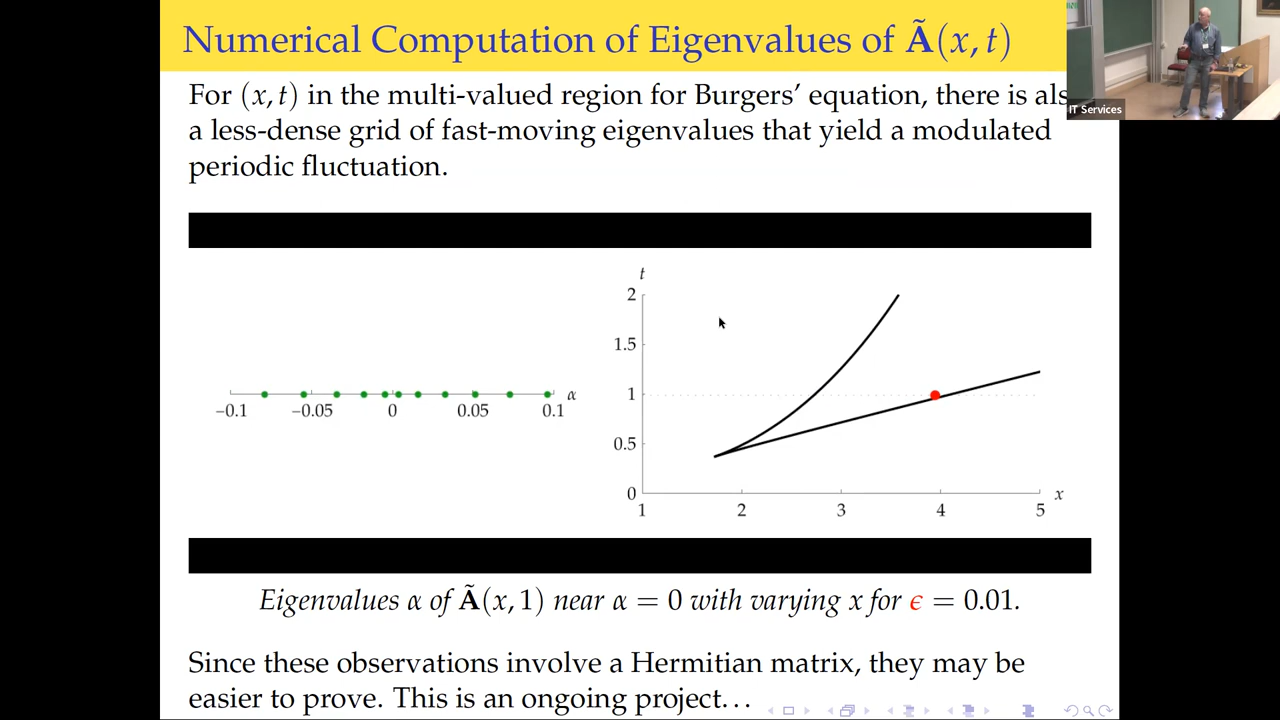 Numerical Computation of Eigenvalues of Ã(x, t)
For (x, t) in the multi-valued region for Burgers’ equation, there is als
a less-dense grid of fast-moving eigenvalues that yield a modulated
periodic fluctuation.
IT Services
t
2
1.5
1
0.5
0
1 2 3 4 5 x
−0.1 −0.05 0 0.05 0.1 α
Eigenvalues α of Ã(x, 1) near α = 0 with varying x for ϵ = 0.01.
Since these observations involve a Hermitian matrix, they may be
easier to prove. This is an ongoing project…